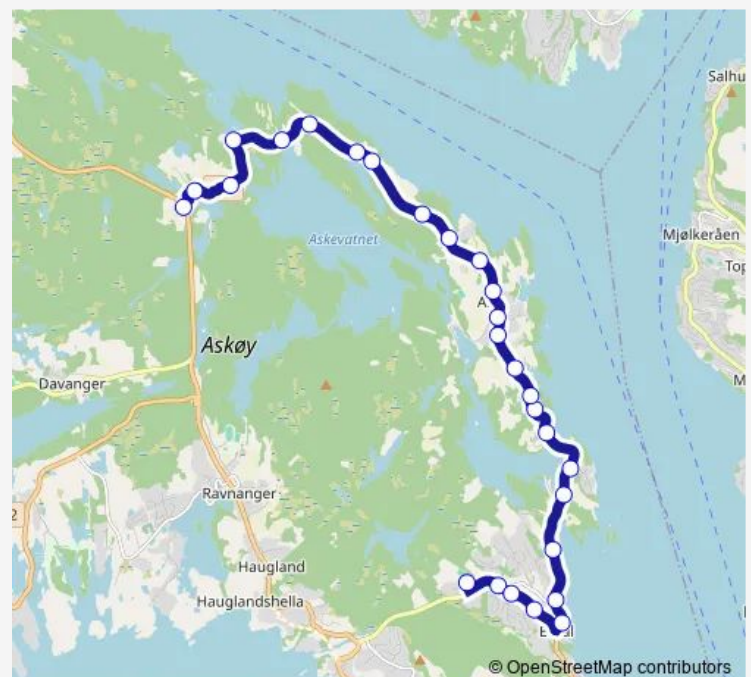 Salhu
Mjølkeråen
Top
Askevatnet
A.
Askøy
Davanger
M
Ravnanger
2
Haugland
Hauglandshella
© OpenStreetMap contributors